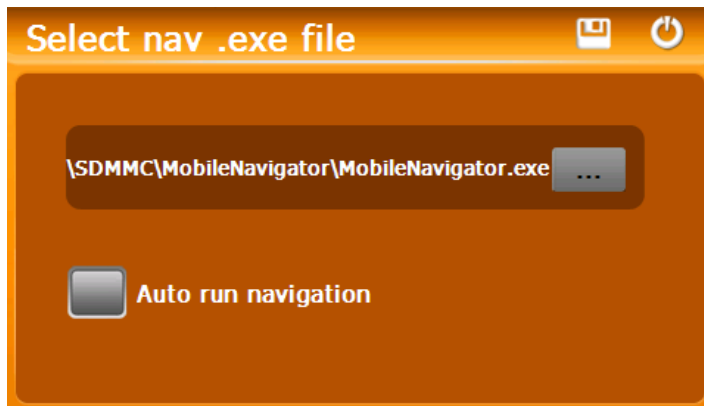 Select nav .exe file
\SDMMC\MobileNavigator\MobileNavigator.exe ...
Auto run navigation